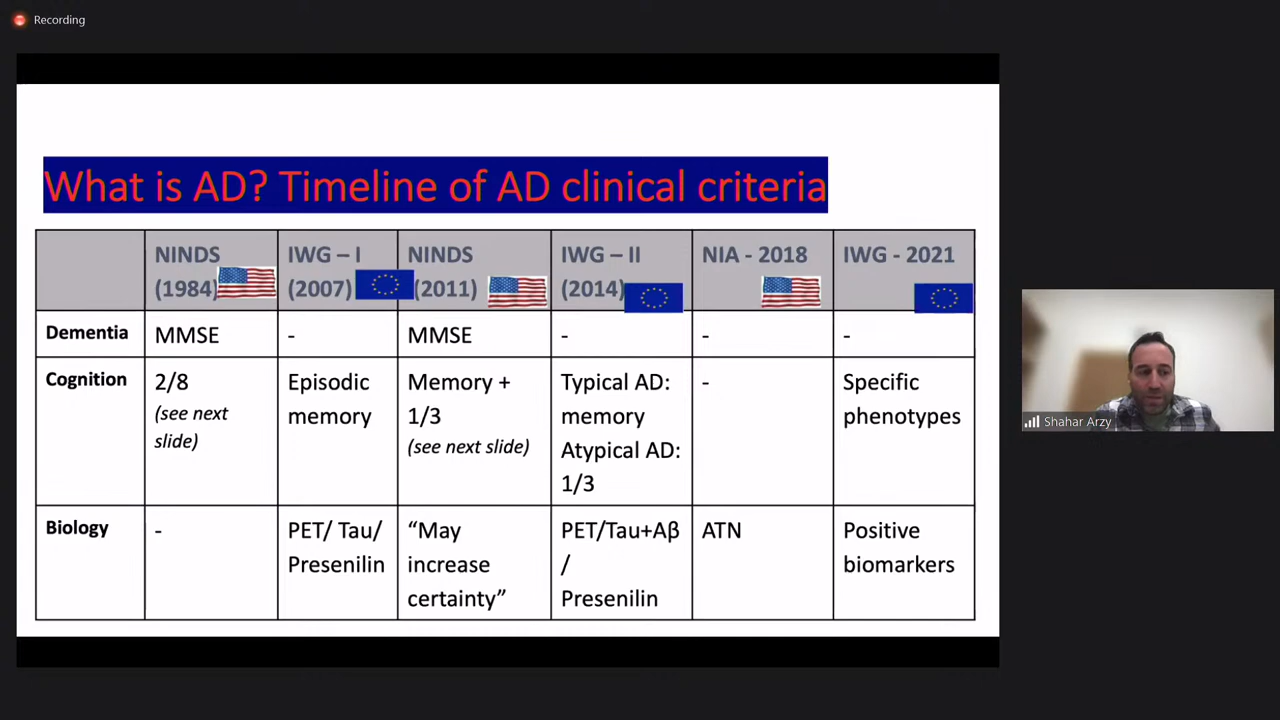 Recording
What is AD? Timeline of AD clinical criteria
NINDS (1984) IWG – I (2007) NINDS (2011) IWG – II (2014) NIA - 2018 IWG - 2021
Dementia MMSE - MMSE - - -
Cognition 2/8 (see next slide) Episodic memory Memory + 1/3 (see next slide) Typical AD: memory Atypical AD: 1/3 - Specific phenotypes
Biology - PET/ Tau/ Presenilin “May increase certainty” PET/Tau+Aβ / Presenilin ATN Positive biomarkers
Shahar Arzy